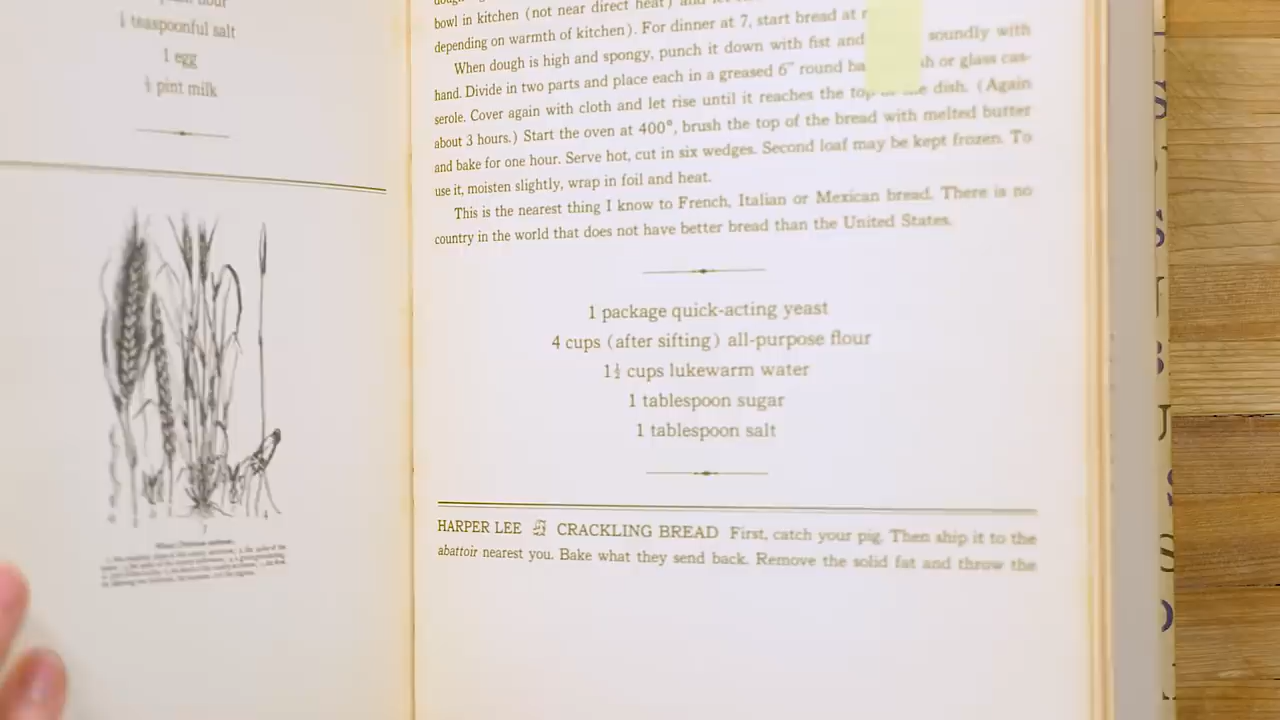 1 teaspoonful salt
1 egg
½ pint milk
bowl in kitchen (not near direct heat) and let
depending on warmth of kitchen). For dinner at 7, start bread at
When dough is high and spongy, punch it down with fist and soundly with
hand. Divide in two parts and place each in a greased 6" round or glass cas-
serole. Cover again with cloth and let rise until it reaches the top dish. (Again
about 3 hours.) Start the oven at 400°, brush the top of the bread with melted butter
and bake for one hour. Serve hot, cut in six wedges. Second loaf may be kept frozen. To
use it, moisten slightly, wrap in foil and heat.
This is the nearest thing I know to French, Italian or Mexican bread. There is no
country in the world that does not have better bread than the United States.
1 package quick-acting yeast
4 cups (after sifting) all-purpose flour
1½ cups lukewarm water
1 tablespoon sugar
1 tablespoon salt
HARPER LEE CRACKLING BREAD First, catch your pig. Then ship it to the
abattoir nearest you. Bake what they send back. Remove the solid fat and throw the